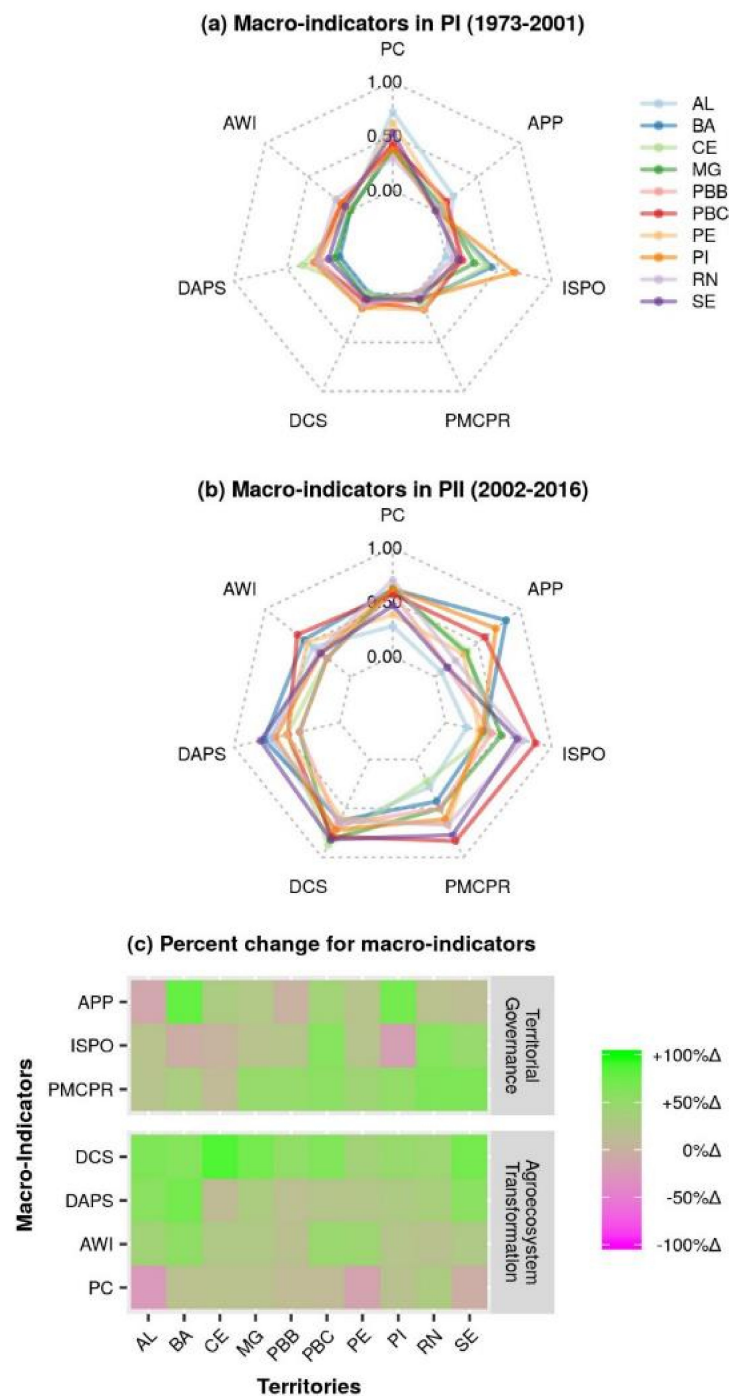 (a) Macro-indicators in PI (1973-2001)
PC
1.00
AWI
APP
0.50
0.00
DAPS
ISPO
DCS
PMCPR
AL
BA
CE
MG
PBB
PBC
PE
PI
RN
SE
(b) Macro-indicators in PII (2002-2016)
PC
1.00
AWI
APP
0.50
0.00
DAPS
ISPO
DCS
PMCPR
(c) Percent change for macro-indicators
Macro-Indicators
APP
ISPO
PMCPR
Territorial
Governance
DCS
DAPS
AWI
PC
Agroecosystem
Transformation
AL
BA
CE
MG
PBB
PBC
PE
PI
RN
SE
Territories
+100%Δ
+50%Δ
0%Δ
-50%Δ
-100%Δ